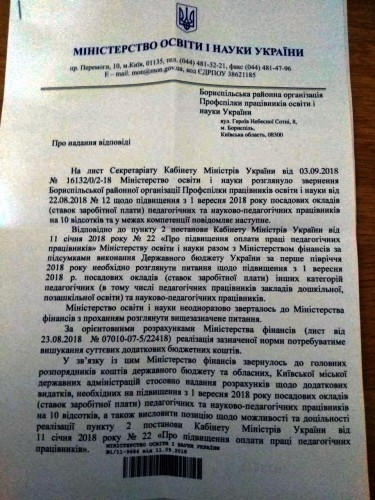 МІНІСТЕРСТВО ОСВІТИ І НАУКИ УКРАЇНИ
пр. Перемоги, 10, м.Київ, 01135, тел. (044) 481-32-21, факс (044) 481-47-96
E – mail: mon@mon.gov.ua, код ЄДРПОУ 38621185
Бориспільська районна організація
Профспілки працівників освіти і
науки України
вул. Героїв Небесної Сотні, 8,
м. Бориспіль,
Київська область, 08300
Про надання відповіді
На лист Секретаріату Кабінету Міністрів України від 03.09.2018
№ 16132/0/2-18 Міністерство освіти і науки розглянуло звернення
Бориспільської районної організації Профспілки працівників освіти і науки від
22.08.2018 № 12 щодо підвищення з 1 вересня 2018 року посадових окладів
(ставок заробітної плати) педагогічних та науково-педагогічних працівників
на 10 відсотків та у межах компетенції повідомляє наступне.
Відповідно до пункту 2 постанови Кабінету Міністрів України від
11 січня 2018 року № 22 «Про підвищення оплати праці педагогічних
працівників» Міністерству освіти і науки разом з Міністерством фінансів за
підсумками виконання Державного бюджету України за перше півріччя
2018 року необхідно розглянути питання щодо підвищення з 1 вересня
2018 р. посадових окладів (ставок заробітної плати) інших категорій
педагогічних (в тому числі педагогічних працівників закладів дошкільної,
позашкільної освіти) та науково-педагогічних працівників.
Міністерство освіти і науки неодноразово зверталось до Міністерства
фінансів з проханням розглянути вищезазначене питання.
За орієнтовними розрахунками Міністерства фінансів (лист від
23.08.2018 № 07010-07-5/22418) реалізація зазначеної норми потребуватиме
вишукування суттєвих додаткових бюджетних коштів.
У зв'язку із цим Міністерство фінансів звернулось до головних
розпорядників коштів державного бюджету та обласних, Київської міської
державних адміністрацій стосовно надання розрахунків щодо додаткових
видатків, необхідних на підвищення з 1 вересня 2018 року посадових окладів
(ставок заробітної плати) педагогічних та науково-педагогічних працівників
на 10 відсотків, а також висловити позицію щодо можливості та доцільності
реалізації пункту 2 постанови Кабінету Міністрів України від
11 січня 2018 року № 22 «Про підвищення оплати праці педагогічних
працівників».
МІНІСТЕРСТВО ОСВІТИ І НАУКИ УКРАЇНИ